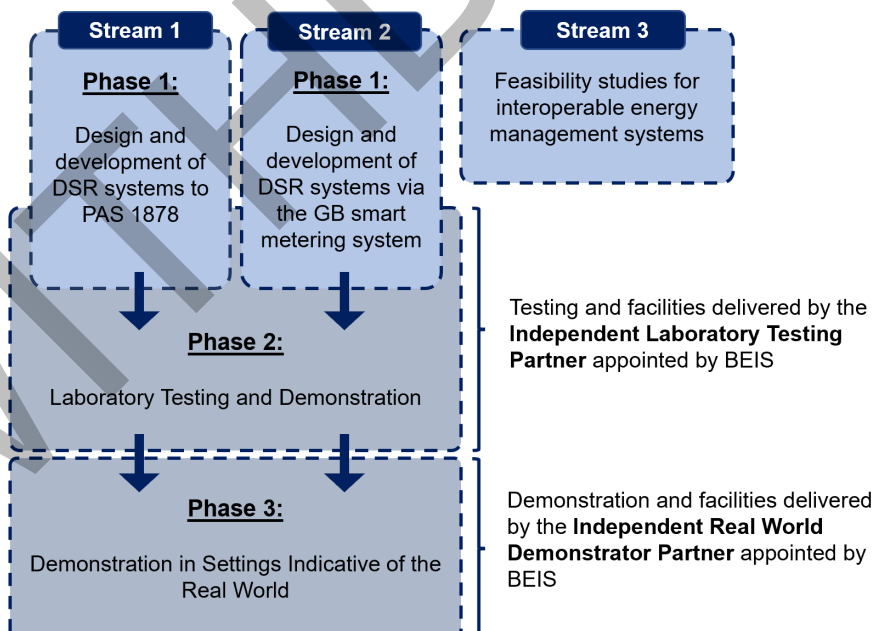 Stream 1
Phase 1:
Design and
development of
DSR systems to
PAS 1878
Stream 2
Phase 1:
Design and
development of
DSR systems via
the GB smart
metering system
Stream 3
Feasibility studies for
interoperable energy
management systems
Phase 2:
Laboratory Testing and Demonstration
Testing and facilities delivered by the
Independent Laboratory Testing
Partner appointed by BEIS
Phase 3:
Demonstration in Settings Indicative of the
Real World
Demonstration and facilities delivered
by the Independent Real World
Demonstrator Partner appointed by
BEIS